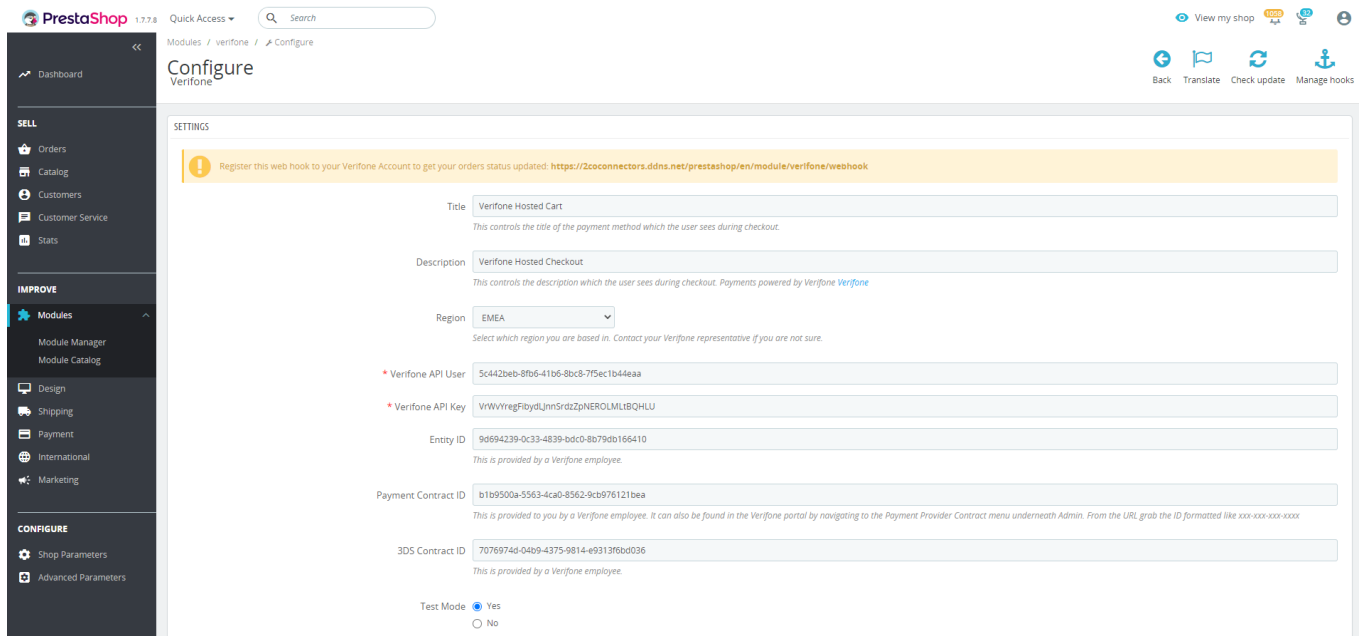 PrestaShop 1.7.7.8 Quick Access Search View my shop 1058 32
Modules / verifone / Configure
Configure
Verifone
Back Translate Check update Manage hooks
Dashboard
SELL
Orders
Catalog
Customers
Customer Service
Stats
IMPROVE
Modules
Module Manager
Module Catalog
Design
Shipping
Payment
International
Marketing
CONFIGURE
Shop Parameters
Advanced Parameters
SETTINGS
Register this web hook to your Verifone Account to get your orders status updated: https://2coconnectors.ddns.net/prestashop/en/module/verifone/webhook
Title Verifone Hosted Cart
This controls the title of the payment method which the user sees during checkout.
Description Verifone Hosted Checkout
This controls the description which the user sees during checkout. Payments powered by Verifone Verifone
Region EMEA
Select which region you are based in. Contact your Verifone representative if you are not sure.
* Verifone API User 5c442beb-8fb6-41b6-8bc8-7f5ec1b44eaa
* Verifone API Key VrWvYregFibydLJnnSrdzZpNEROLMLtBQHLU
Entity ID 9d694239-0c33-4839-bdc0-8b79db166410
This is provided by a Verifone employee.
Payment Contract ID b1b9500a-5563-4ca0-8562-9cb976121bea
This is provided to you by a Verifone employee. It can also be found in the Verifone portal by navigating to the Payment Provider Contract menu underneath Admin. From the URL grab the ID formatted like xxx-xxx-xxx-xxxx
3DS Contract ID 7076974d-04b9-4375-9814-e9313f6bd036
This is provided by a Verifone employee.
Test Mode Yes
No